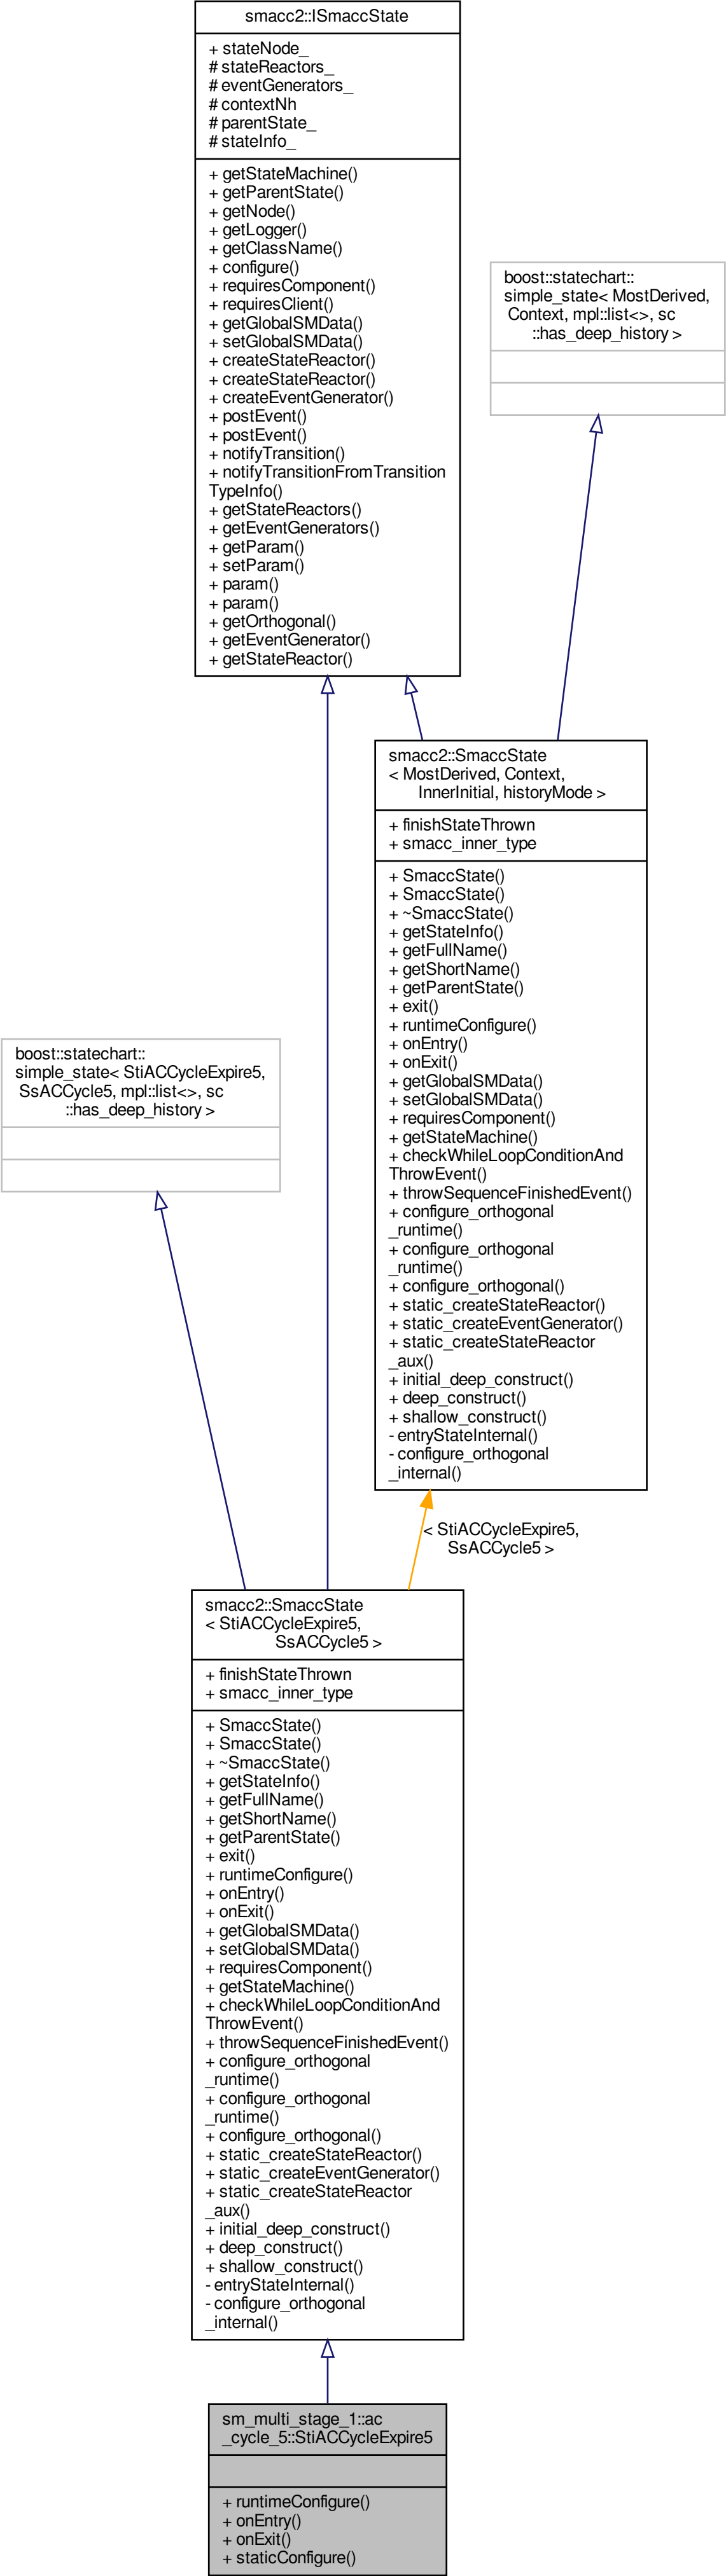 smacc2::ISmaccState
+ stateNode_
# stateReactors_
# eventGenerators_
# contextNh
# parentState_
# stateInfo_
+ getStateMachine()
+ getParentState()
+ getNode()
+ getLogger()
+ getClassName()
+ configure()
+ requiresComponent()
+ requiresClient()
+ getGlobalSMData()
+ setGlobalSMData()
+ createStateReactor()
+ createStateReactor()
+ createEventGenerator()
+ postEvent()
+ postEvent()
+ notifyTransition()
+ notifyTransitionFromTransition
TypeInfo()
+ getStateReactors()
+ getEventGenerators()
+ getParam()
+ setParam()
+ param()
+ param()
+ getOrthogonal()
+ getEventGenerator()
+ getStateReactor()
boost::statechart::
simple_state< MostDerived,
Context, mpl::list<>, sc
::has_deep_history >
smacc2::SmaccState
< MostDerived, Context,
InnerInitial, historyMode >
+ finishStateThrown
+ smacc_inner_type
+ SmaccState()
+ SmaccState()
+ ~SmaccState()
+ getStateInfo()
+ getFullName()
+ getShortName()
+ getParentState()
+ exit()
+ runtimeConfigure()
+ onEntry()
+ onExit()
+ getGlobalSMData()
+ setGlobalSMData()
+ requiresComponent()
+ getStateMachine()
+ checkWhileLoopConditionAnd
ThrowEvent()
+ throwSequenceFinishedEvent()
+ configure_orthogonal
_runtime()
+ configure_orthogonal
_runtime()
+ configure_orthogonal()
+ static_createStateReactor()
+ static_createEventGenerator()
+ static_createStateReactor
_aux()
+ initial_deep_construct()
+ deep_construct()
+ shallow_construct()
- entryStateInternal()
- configure_orthogonal
_internal()
boost::statechart::
simple_state< StiACCycleExpire5,
SsACCycle5, mpl::list<>, sc
::has_deep_history >
< StiACCycleExpire5,
SsACCycle5 >
smacc2::SmaccState
< StiACCycleExpire5,
SsACCycle5 >
+ finishStateThrown
+ smacc_inner_type
+ SmaccState()
+ SmaccState()
+ ~SmaccState()
+ getStateInfo()
+ getFullName()
+ getShortName()
+ getParentState()
+ exit()
+ runtimeConfigure()
+ onEntry()
+ onExit()
+ getGlobalSMData()
+ setGlobalSMData()
+ requiresComponent()
+ getStateMachine()
+ checkWhileLoopConditionAnd
ThrowEvent()
+ throwSequenceFinishedEvent()
+ configure_orthogonal
_runtime()
+ configure_orthogonal
_runtime()
+ configure_orthogonal()
+ static_createStateReactor()
+ static_createEventGenerator()
+ static_createStateReactor
_aux()
+ initial_deep_construct()
+ deep_construct()
+ shallow_construct()
- entryStateInternal()
- configure_orthogonal
_internal()
sm_multi_stage_1::ac
_cycle_5::StiACCycleExpire5
+ runtimeConfigure()
+ onEntry()
+ onExit()
+ staticConfigure()